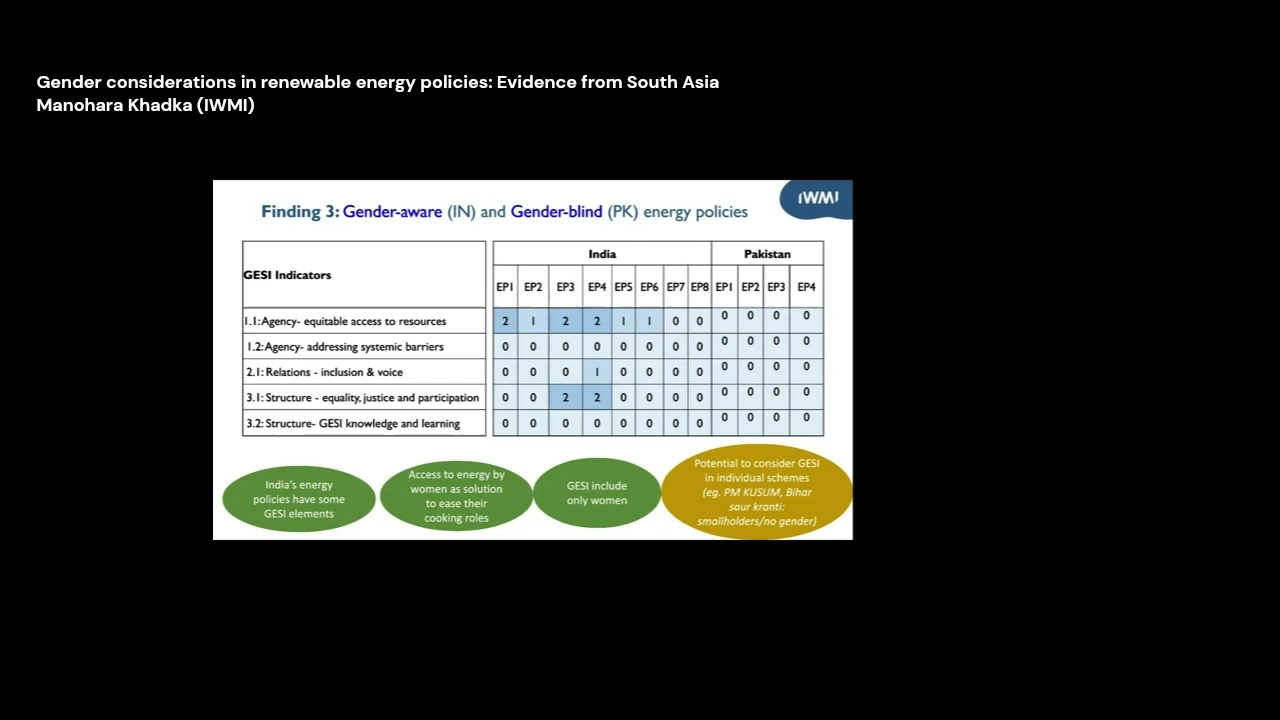 Gender considerations in renewable energy policies: Evidence from South Asia
Manohara Khadka (IWMI)
IWMI
Finding 3: Gender-aware (IN) and Gender-blind (PK) energy policies
GESI Indicators India Pakistan
EP1 EP2 EP3 EP4 EP5 EP6 EP7 EP8 EP1 EP2 EP3 EP4
1.1: Agency- equitable access to resources 2 1 2 2 1 1 0 0 0 0 0 0
1.2: Agency- addressing systemic barriers 0 0 0 0 0 0 0 0 0 0 0 0
2.1: Relations - inclusion & voice 0 0 0 1 0 0 0 0 0 0 0 0
3.1: Structure - equality, justice and participation 0 0 2 2 0 0 0 0 0 0 0 0
3.2: Structure- GESI knowledge and learning 0 0 0 0 0 0 0 0 0 0 0 0
India's energy
policies have some
GESI elements
Access to energy by
women as solution
to ease their
cooking roles
GESI include
only women
Potential to consider GESI
in individual schemes
(eg. PM KUSUM, Bihar
saur kranti:
smallholders/no gender)